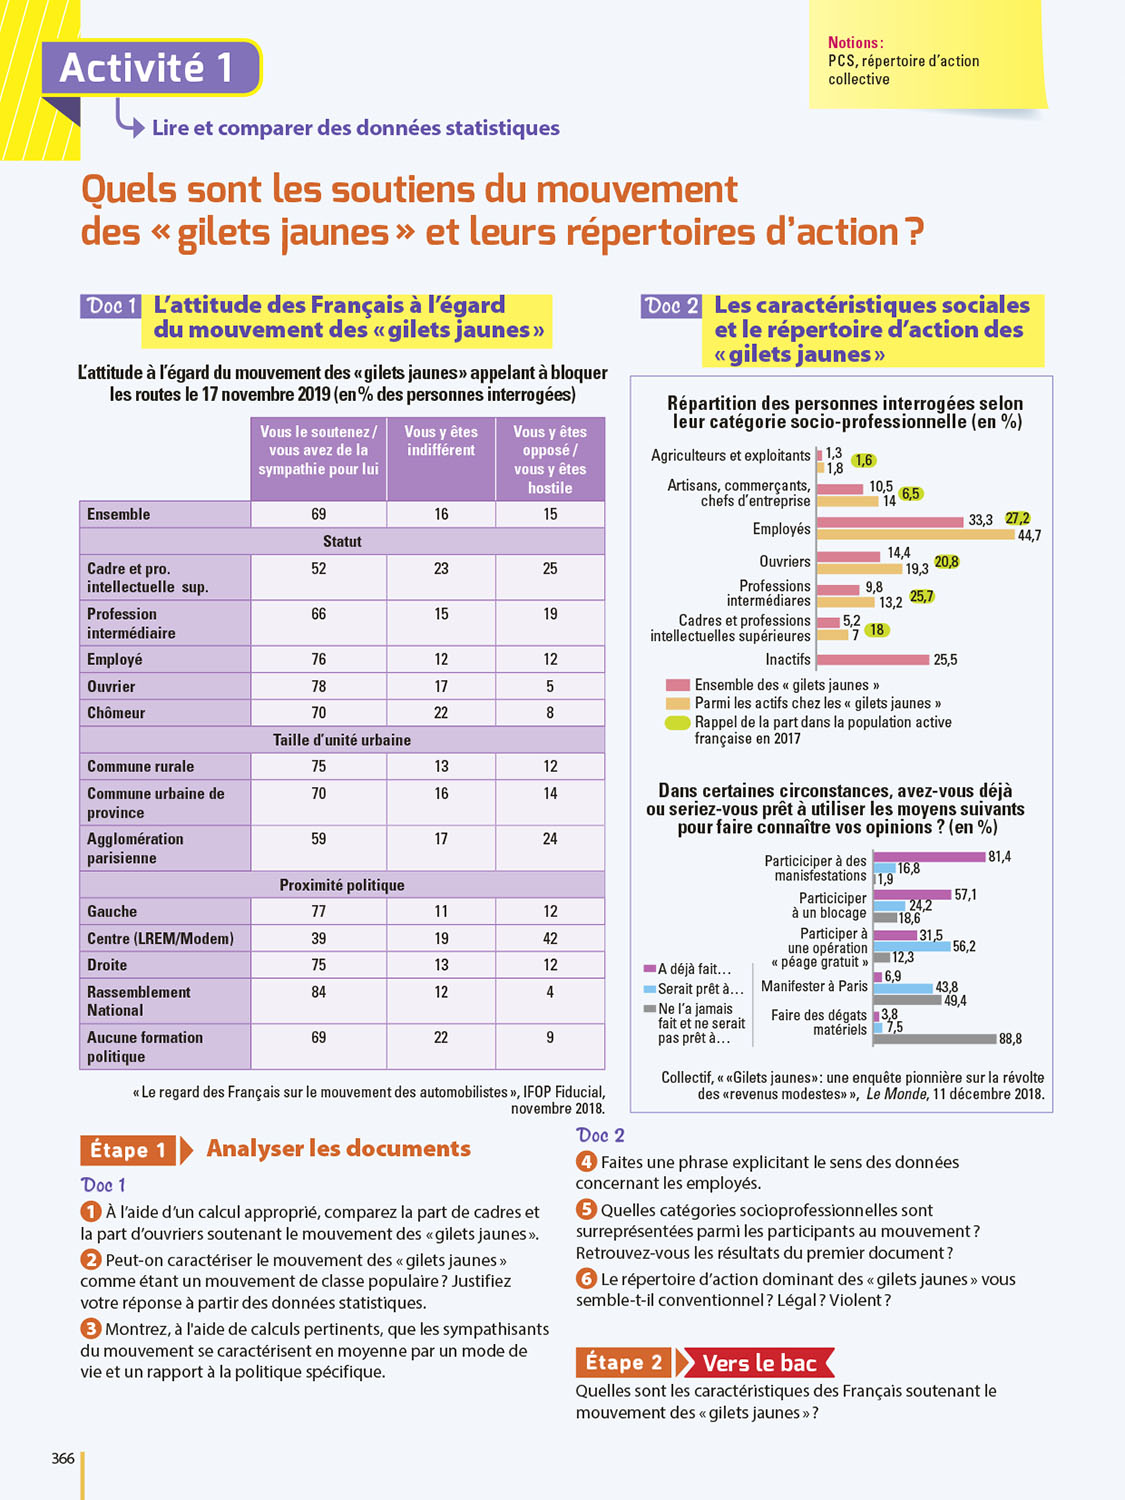 Activité 1
Notions :
PCS, répertoire d'action
collective
Lire et comparer des données statistiques
Quels sont les soutiens du mouvement
des « gilets jaunes » et leurs répertoires d'action ?
Doc 1 L'attitude des Français à l'égard
du mouvement des « gilets jaunes »
L'attitude à l'égard du mouvement des « gilets jaunes » appelant à bloquer
les routes le 17 novembre 2019 (en % des personnes interrogées)
Vous le soutenez / vous avez de la sympathie pour lui | Vous y êtes indifférent | Vous y êtes opposé / vous y êtes hostile
Ensemble 69 16 15
Statut
Cadre et pro. intellectuelle sup. 52 23 25
Profession intermédiaire 66 15 19
Employé 76 12 12
Ouvrier 78 17 5
Chômeur 70 22 8
Taille d'unité urbaine
Commune rurale 75 13 12
Commune urbaine de province 70 16 14
Agglomération parisienne 59 17 24
Proximité politique
Gauche 77 11 12
Centre (LREM/Modem) 39 19 42
Droite 75 13 12
Rassemblement National 84 12 4
Aucune formation politique 69 22 9
« Le regard des Français sur le mouvement des automobilistes », IFOP Fiducial,
novembre 2018.
Doc 2 Les caractéristiques sociales
et le répertoire d'action des
« gilets jaunes »
Répartition des personnes interrogées selon
leur catégorie socio-professionnelle (en %)
Agriculteurs et exploitants 1,3 1,8 1,6
Artisans, commerçants,
chefs d'entreprise 10,5 14 6,5
Employés 33,3 44,7 27,2
Ouvriers 14,4 19,3 20,8
Professions
intermédiares 9,8 13,2 25,7
Cadres et professions
intellectuelles supérieures 5,2 7 18
Inactifs 25,5
Ensemble des « gilets jaunes »
Parmi les actifs chez les « gilets jaunes »
Rappel de la part dans la population active
française en 2017
Dans certaines circonstances, avez-vous déjà
ou seriez-vous prêt à utiliser les moyens suivants
pour faire connaître vos opinions ? (en %)
Particiciper à des
manisfestations 81,4 16,8 1,9
Particiciper
à un blocage 57,1 24,2 18,6
Participer à
une opération
« péage gratuit » 31,5 56,2 12,3
Manifester à Paris 6,9 43,8 49,4
Faire des dégats
matériels 3,8 7,5 88,8
A déjà fait…
Serait prêt à…
Ne l'a jamais
fait et ne serait
pas prêt à…
Collectif, « «Gilets jaunes» : une enquête pionnière sur la révolte
des «revenus modestes» », Le Monde, 11 décembre 2018.
Étape 1 Analyser les documents
Doc 1
1 À l'aide d'un calcul approprié, comparez la part de cadres et
la part d'ouvriers soutenant le mouvement des « gilets jaunes ».
2 Peut-on caractériser le mouvement des « gilets jaunes »
comme étant un mouvement de classe populaire ? Justifiez
votre réponse à partir des données statistiques.
3 Montrez, à l'aide de calculs pertinents, que les sympathisants
du mouvement se caractérisent en moyenne par un mode de
vie et un rapport à la politique spécifique.
Doc 2
4 Faites une phrase explicitant le sens des données
concernant les employés.
5 Quelles catégories socioprofessionnelles sont
surreprésentées parmi les participants au mouvement ?
Retrouvez-vous les résultats du premier document ?
6 Le répertoire d'action dominant des « gilets jaunes » vous
semble-t-il conventionnel ? Légal ? Violent ?
Étape 2 Vers le bac
Quelles sont les caractéristiques des Français soutenant le
mouvement des « gilets jaunes » ?
366